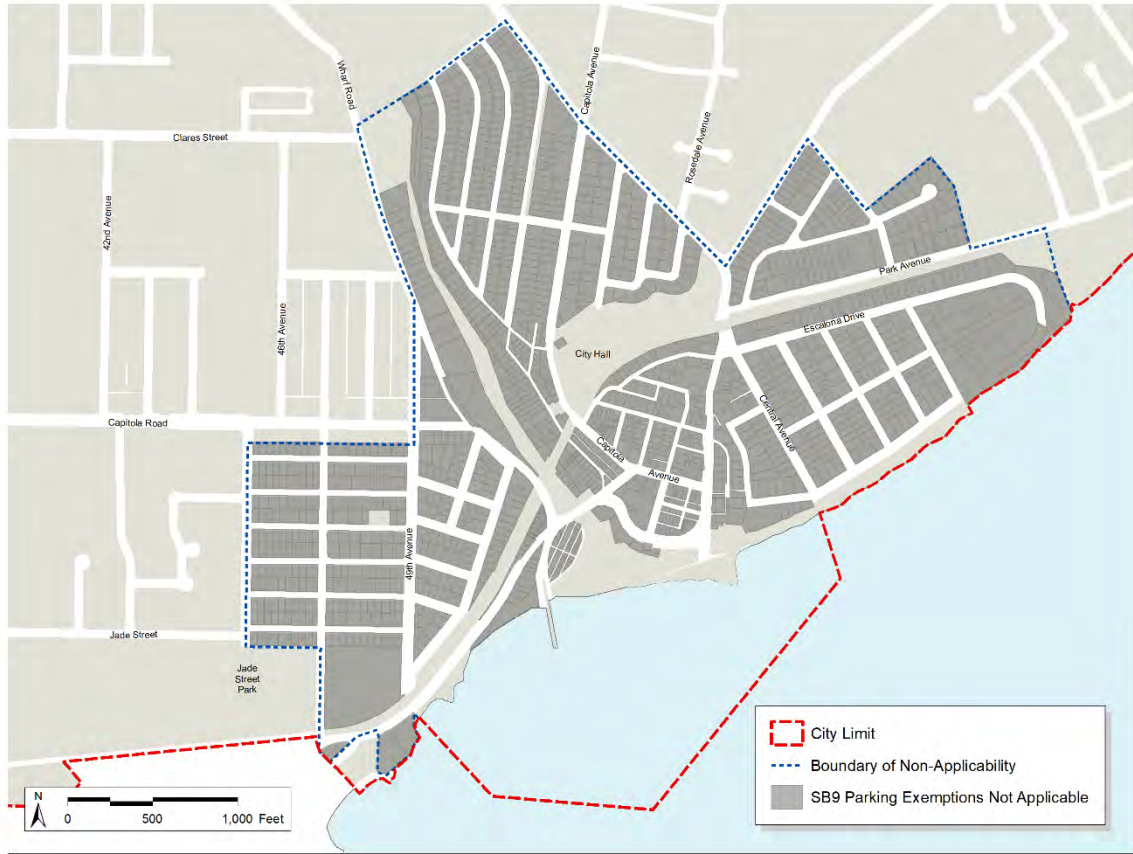 Wharf Road
Capitola Avenue
Rosedale Avenue
Clares Street
42nd Avenue
46th Avenue
Park Avenue
Escalona Drive
City Hall
Central Avenue
Capitola Road
Capitola
Avenue
49th Avenue
Jade Street
Jade
Street
Park
City Limit
Boundary of Non-Applicability
SB9 Parking Exemptions Not Applicable
N
0 500 1,000 Feet